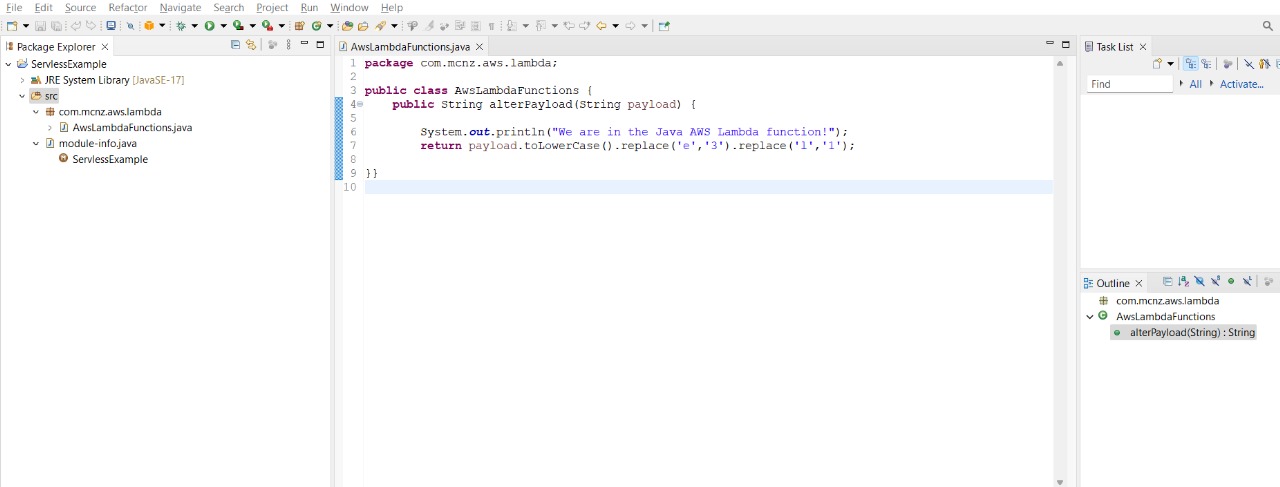 File Edit Source Refactor Navigate Search Project Run Window Help
Package Explorer
ServlessExample
JRE System Library [JavaSE-17]
src
com.mcnz.aws.lambda
AwsLambdaFunctions.java
module-info.java
ServlessExample
AwsLambdaFunctions.java
1 package com.mcnz.aws.lambda;
2
3 public class AwsLambdaFunctions {
4 public String alterPayload(String payload) {
5
6 System.out.println("We are in the Java AWS Lambda function!");
7 return payload.toLowerCase().replace('e','3').replace('l','1');
8
9 }}
10
Task List
Find All Activate...
Outline
com.mcnz.aws.lambda
AwsLambdaFunctions
alterPayload(String) : String